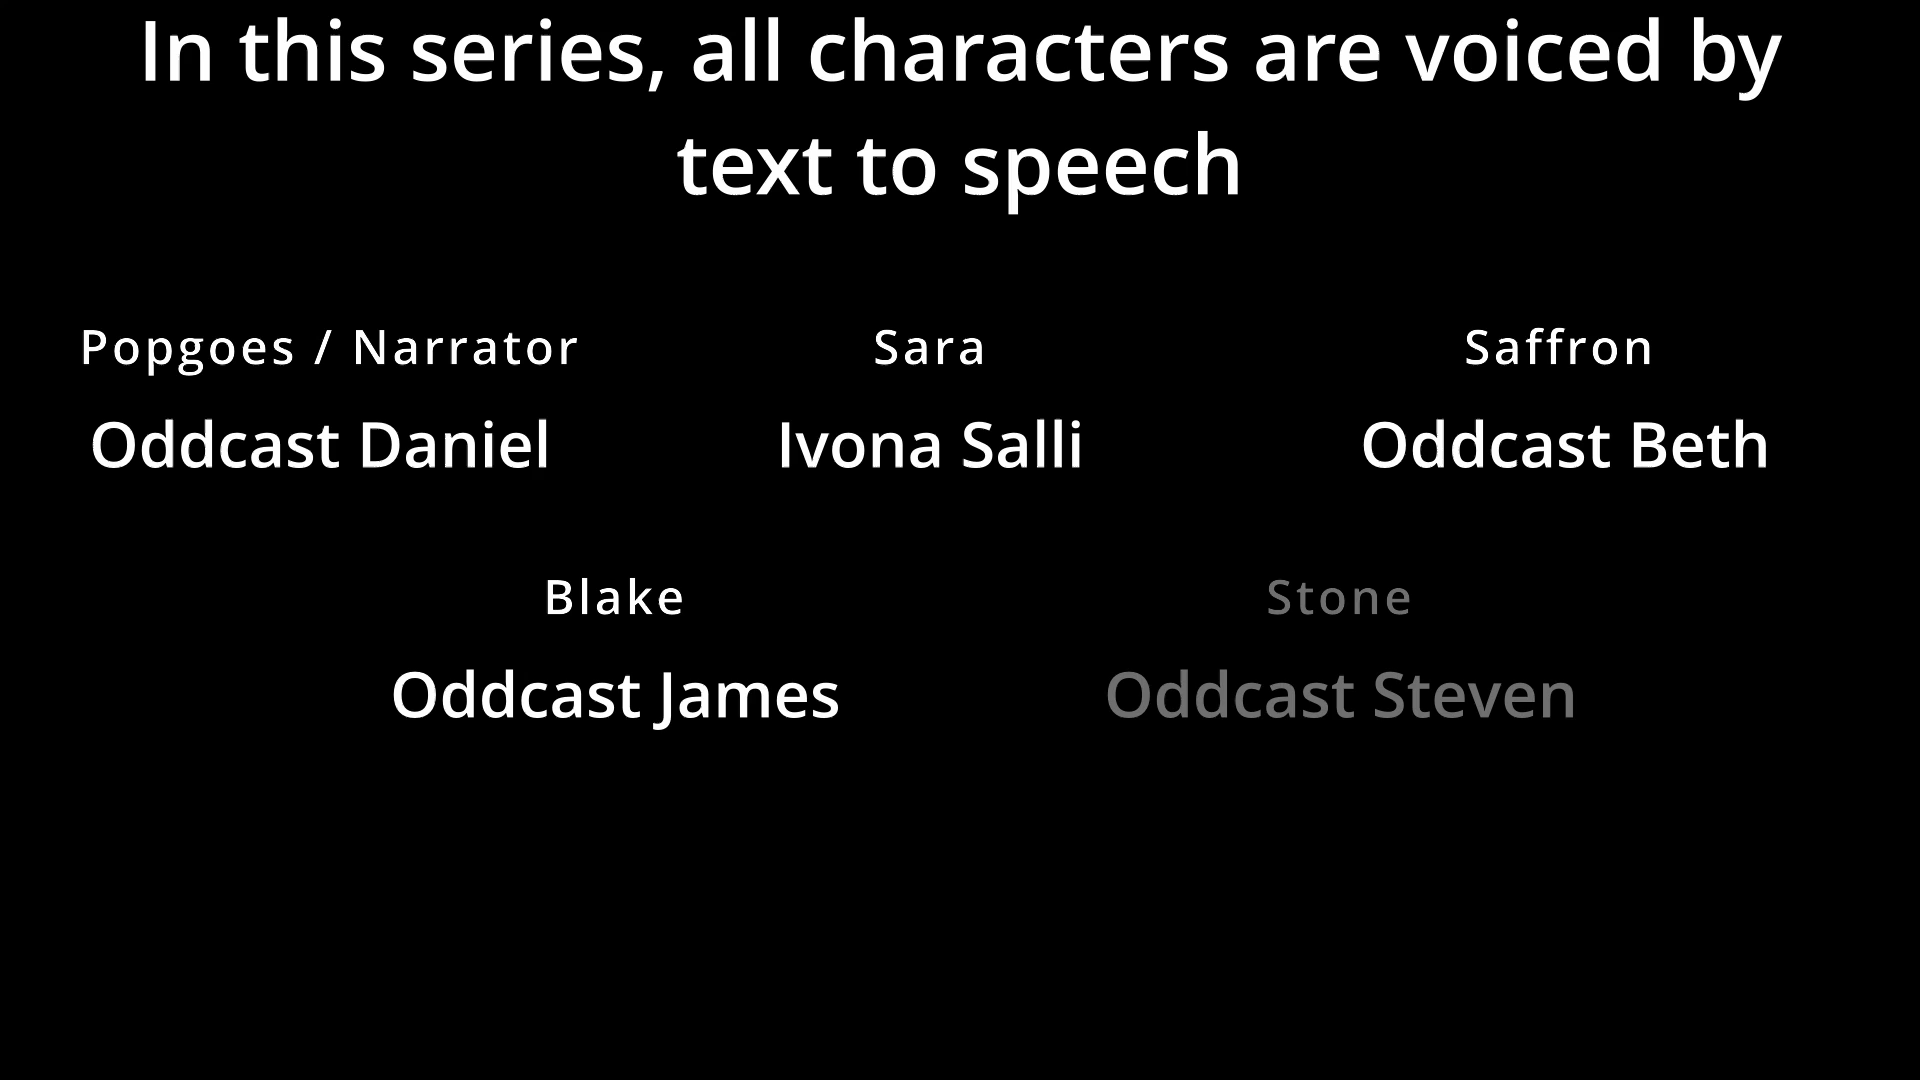 In this series, all characters are voiced by
text to speech
Popgoes / Narrator
Sara
Saffron
Oddcast Daniel
Ivona Salli
Oddcast Beth
Blake
Stone
Oddcast James
Oddcast Steven